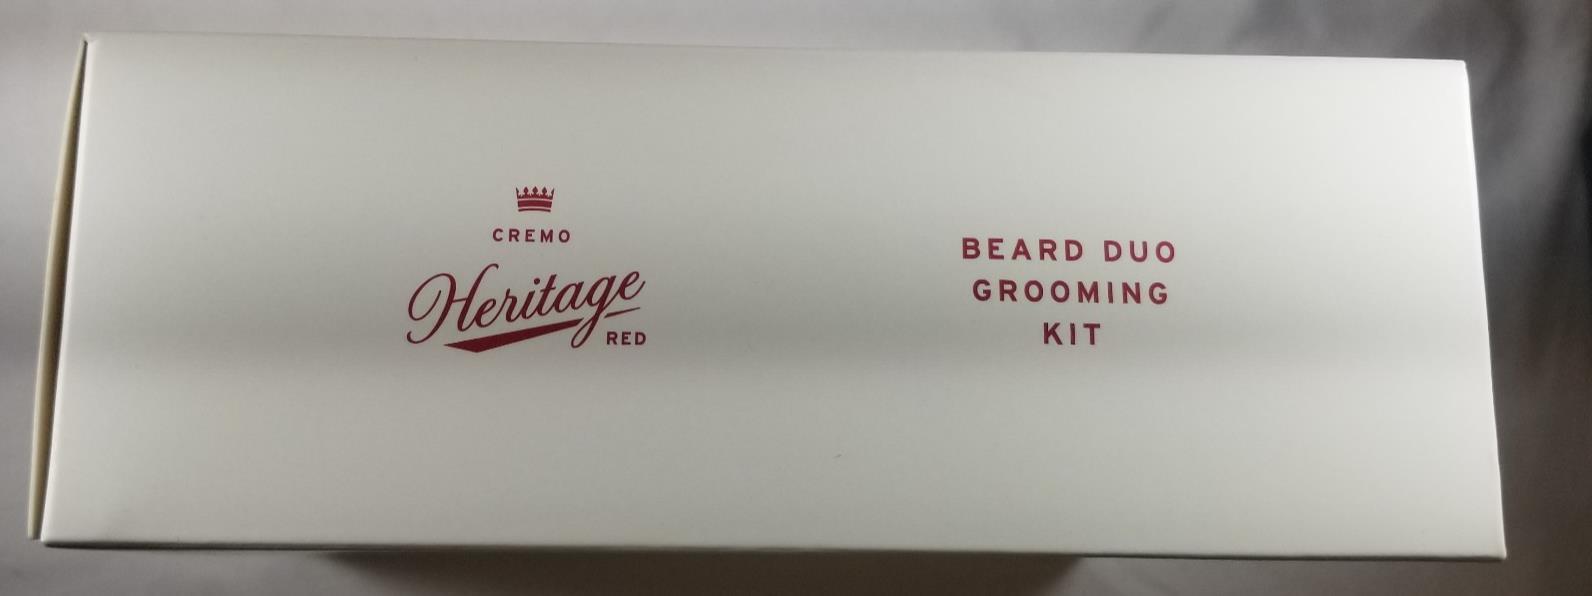 CREMO
Heritage
RED
BEARD DUO
GROOMING
KIT